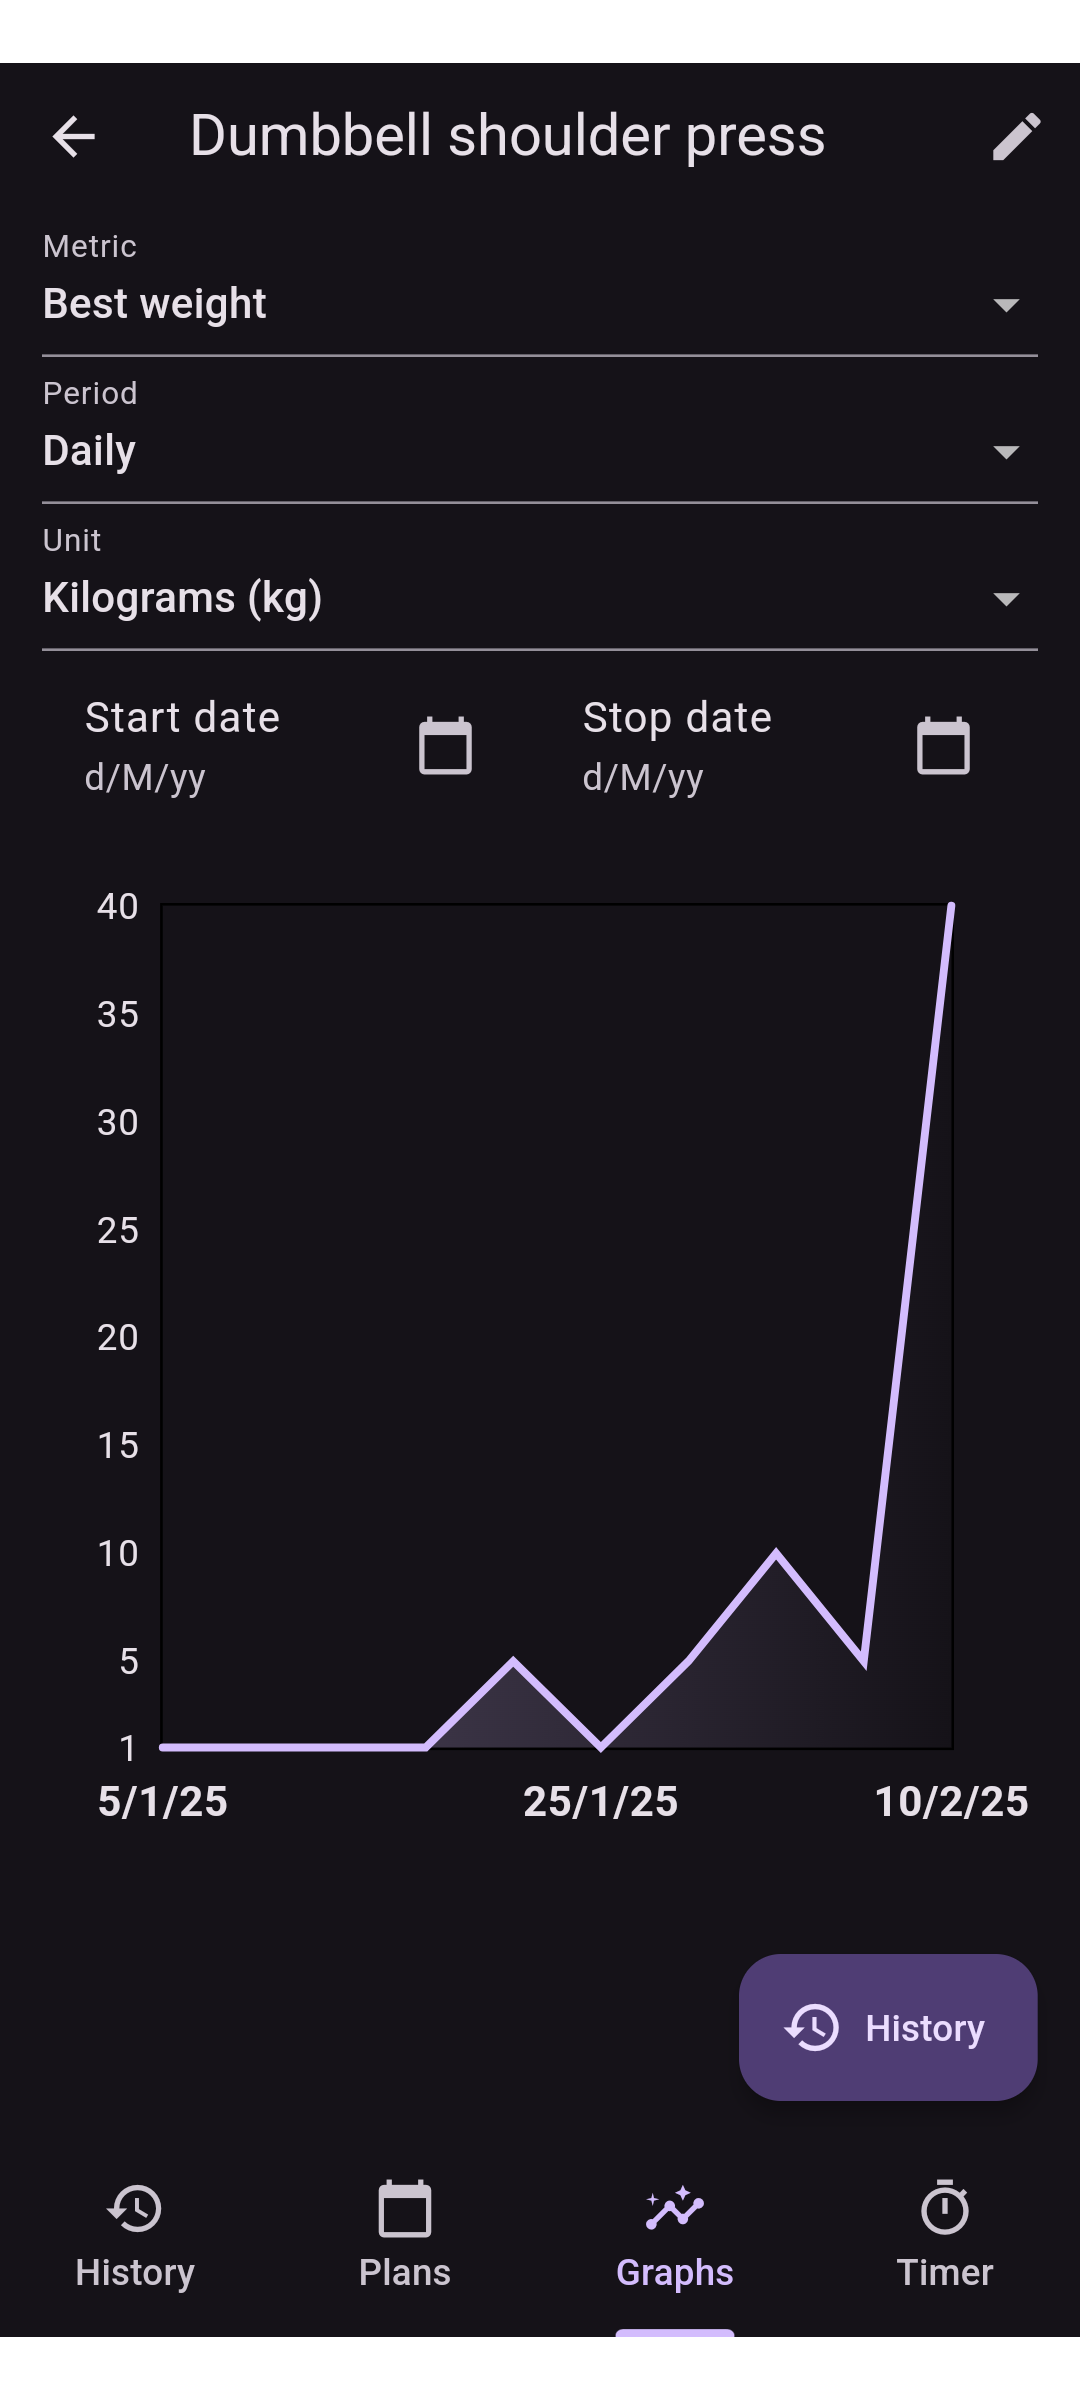 Dumbbell shoulder press
Metric
Best weight
Period
Daily
Unit
Kilograms (kg)
Start date
d/M/yy
Stop date
d/M/yy
40
35
30
25
20
15
10
5
1
5/1/25 25/1/25 10/2/25
History
History Plans Graphs Timer